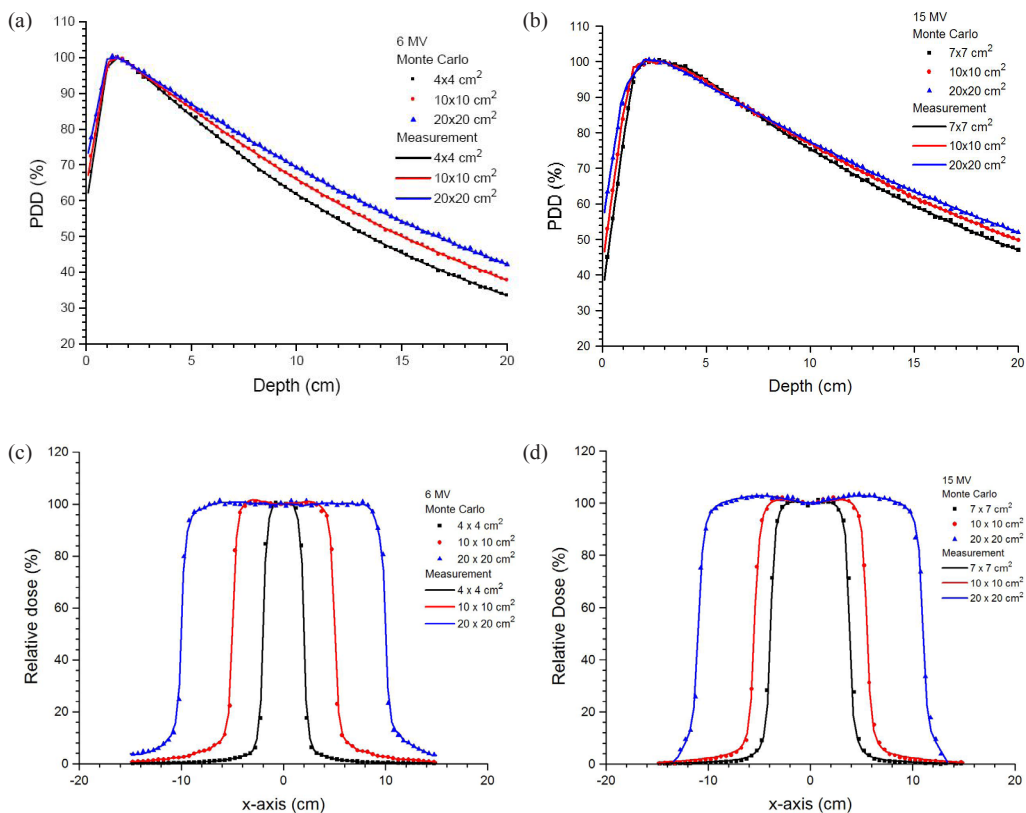 (a)
110
100
90
80
70
60
50
40
30
20
0
5
10
15
20
PDD (%)
Depth (cm)
6 MV
Monte Carlo
4x4 cm²
10x10 cm²
20x20 cm²
Measurement
4x4 cm²
10x10 cm²
20x20 cm²
(b)
110
100
90
80
70
60
50
40
30
20
0
5
10
15
20
PDD (%)
Depth (cm)
15 MV
Monte Carlo
7x7 cm²
10x10 cm²
20x20 cm²
Measurement
7x7 cm²
10x10 cm²
20x20 cm²
(c)
120
100
80
60
40
20
0
-20
-10
0
10
20
Relative dose (%)
x-axis (cm)
6 MV
Monte Carlo
4 x 4 cm²
10 x 10 cm²
20 x 20 cm²
Measurement
4 x 4 cm²
10 x 10 cm²
20 x 20 cm²
(d)
120
100
80
60
40
20
0
-20
-10
0
10
20
Relative Dose (%)
x-axis (cm)
15 MV
Monte Carlo
7 x 7 cm²
10 x 10 cm²
20 x 20 cm²
Measurement
7 x 7 cm²
10 x 10 cm²
20 x 20 cm²